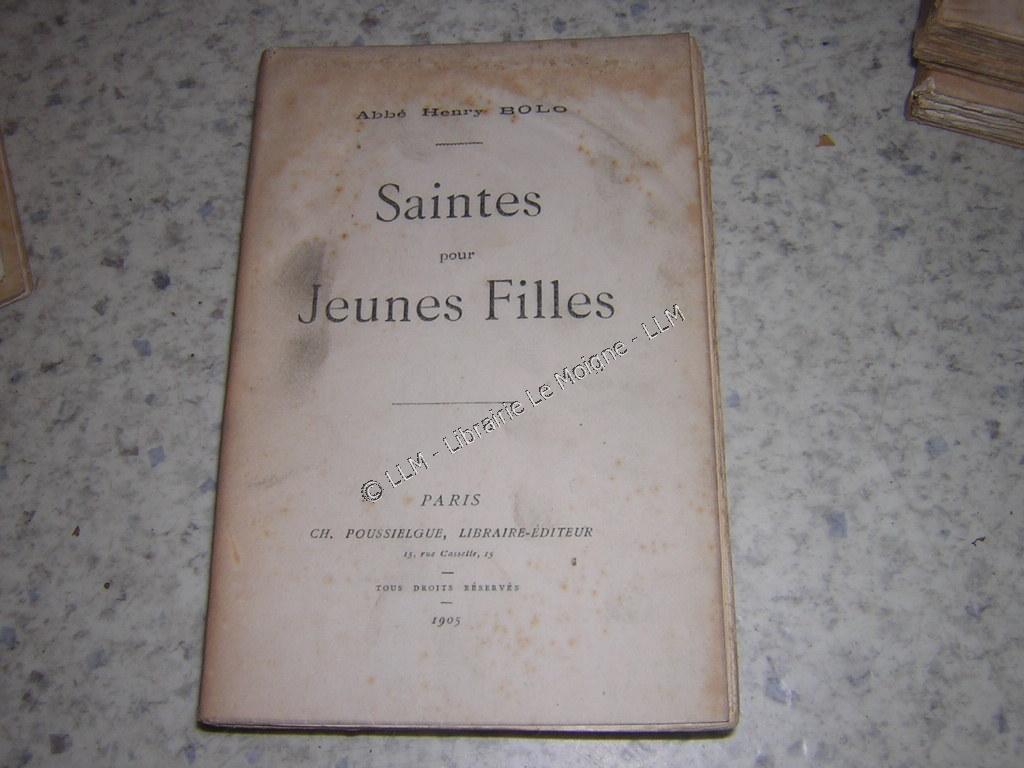 Abbé Henry BOLO
Saintes
pour
Jeunes Filles
© LLM - Librairie Le Moigne - LLM
PARIS
CH. POUSSIELGUE, LIBRAIRE-ÉDITEUR
15, rue Cassette, 15
TOUS DROITS RÉSERVÉS
1905